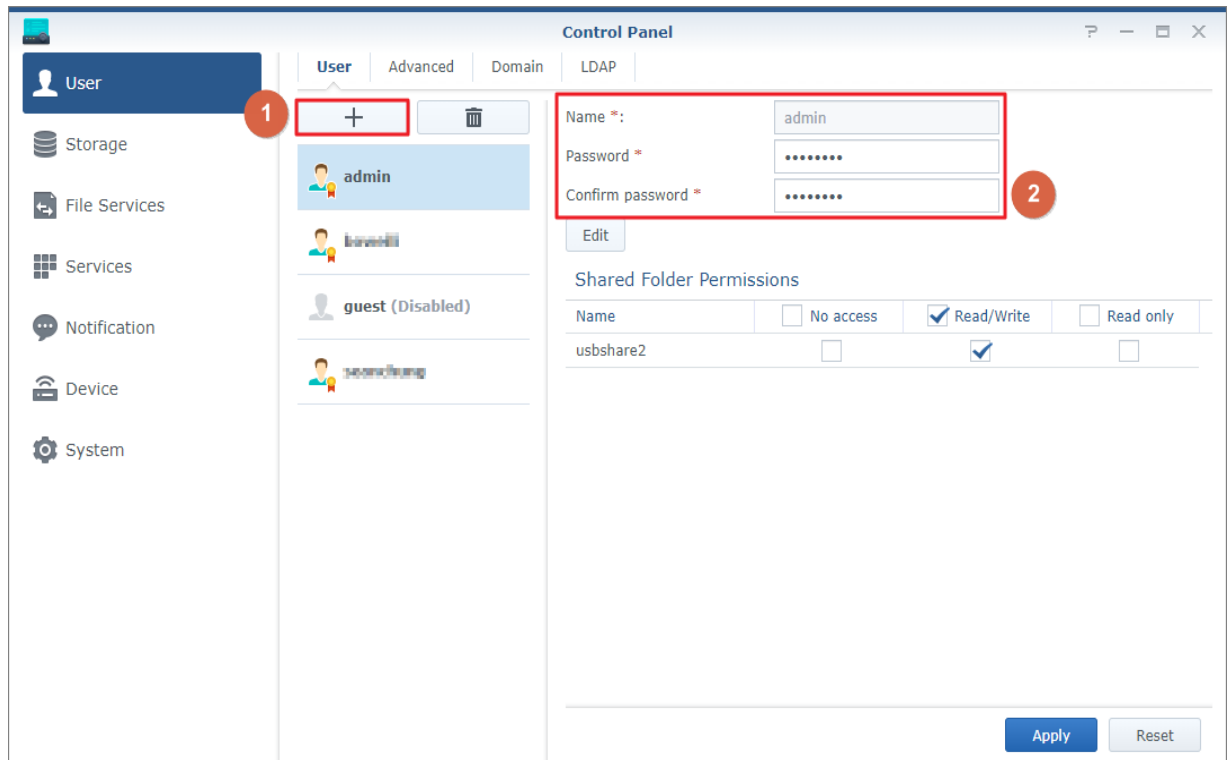 Control Panel
User
Storage
File Services
Services
Notification
Device
System
User Advanced Domain LDAP
1
admin
guest (Disabled)
Name *: admin
Password * ••••••••
Confirm password * ••••••••
2
Edit
Shared Folder Permissions
Name No access Read/Write Read only
usbshare2
Apply Reset